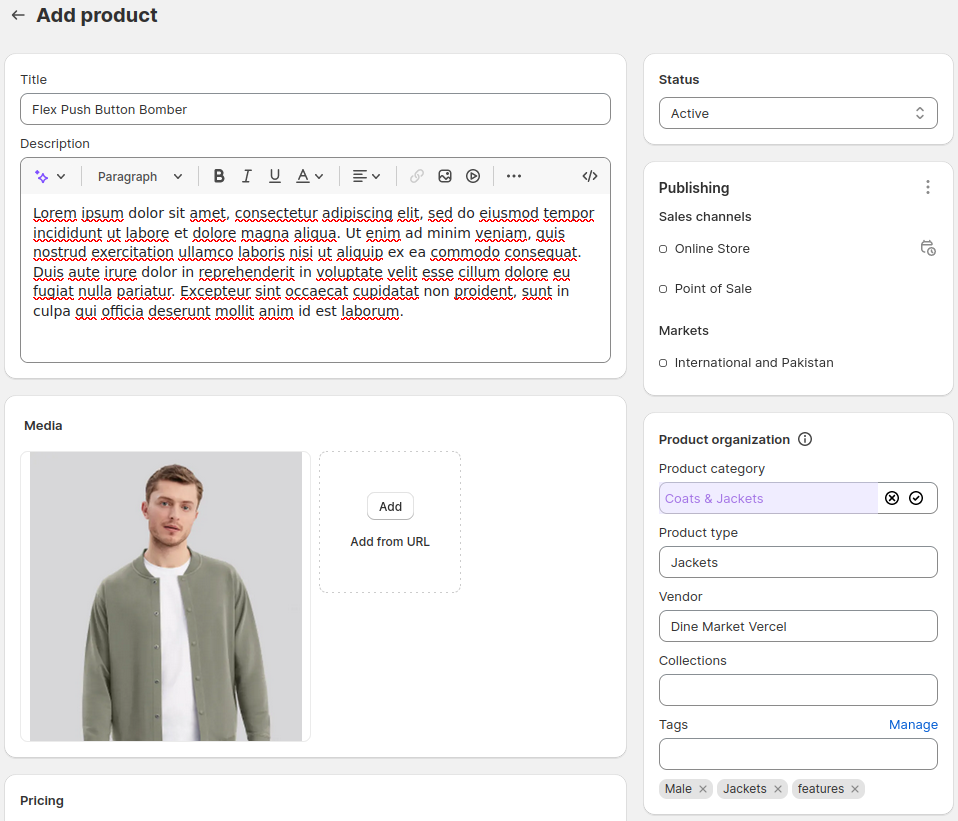 Add product
Title
Flex Push Button Bomber
Description
Paragraph
B I U A
Lorem ipsum dolor sit amet, consectetur adipiscing elit, sed do eiusmod tempor
incididunt ut labore et dolore magna aliqua. Ut enim ad minim veniam, quis
nostrud exercitation ullamco laboris nisi ut aliquip ex ea commodo consequat.
Duis aute irure dolor in reprehenderit in voluptate velit esse cillum dolore eu
fugiat nulla pariatur. Excepteur sint occaecat cupidatat non proident, sunt in
culpa qui officia deserunt mollit anim id est laborum.
Media
Add
Add from URL
Pricing
Status
Active
Publishing
Sales channels
Online Store
Point of Sale
Markets
International and Pakistan
Product organization
Product category
Coats & Jackets
Product type
Jackets
Vendor
Dine Market Vercel
Collections
Tags
Manage
Male
Jackets
features